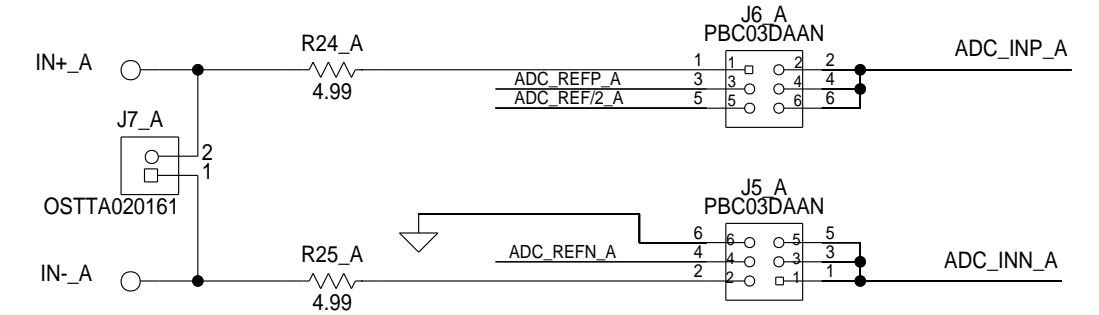 J6_A
PBC03DAAN
IN+_A
R24_A
4.99
ADC_REFP_A
ADC_REF/2_A
1 1 2 2
3 3 4 4
5 5 6 6
ADC_INP_A
J7_A
2
1
OSTTA020161
J5_A
PBC03DAAN
IN-_A
R25_A
4.99
ADC_REFN_A
6 6 5 5
4 4 3 3
2 2 1 1
ADC_INN_A